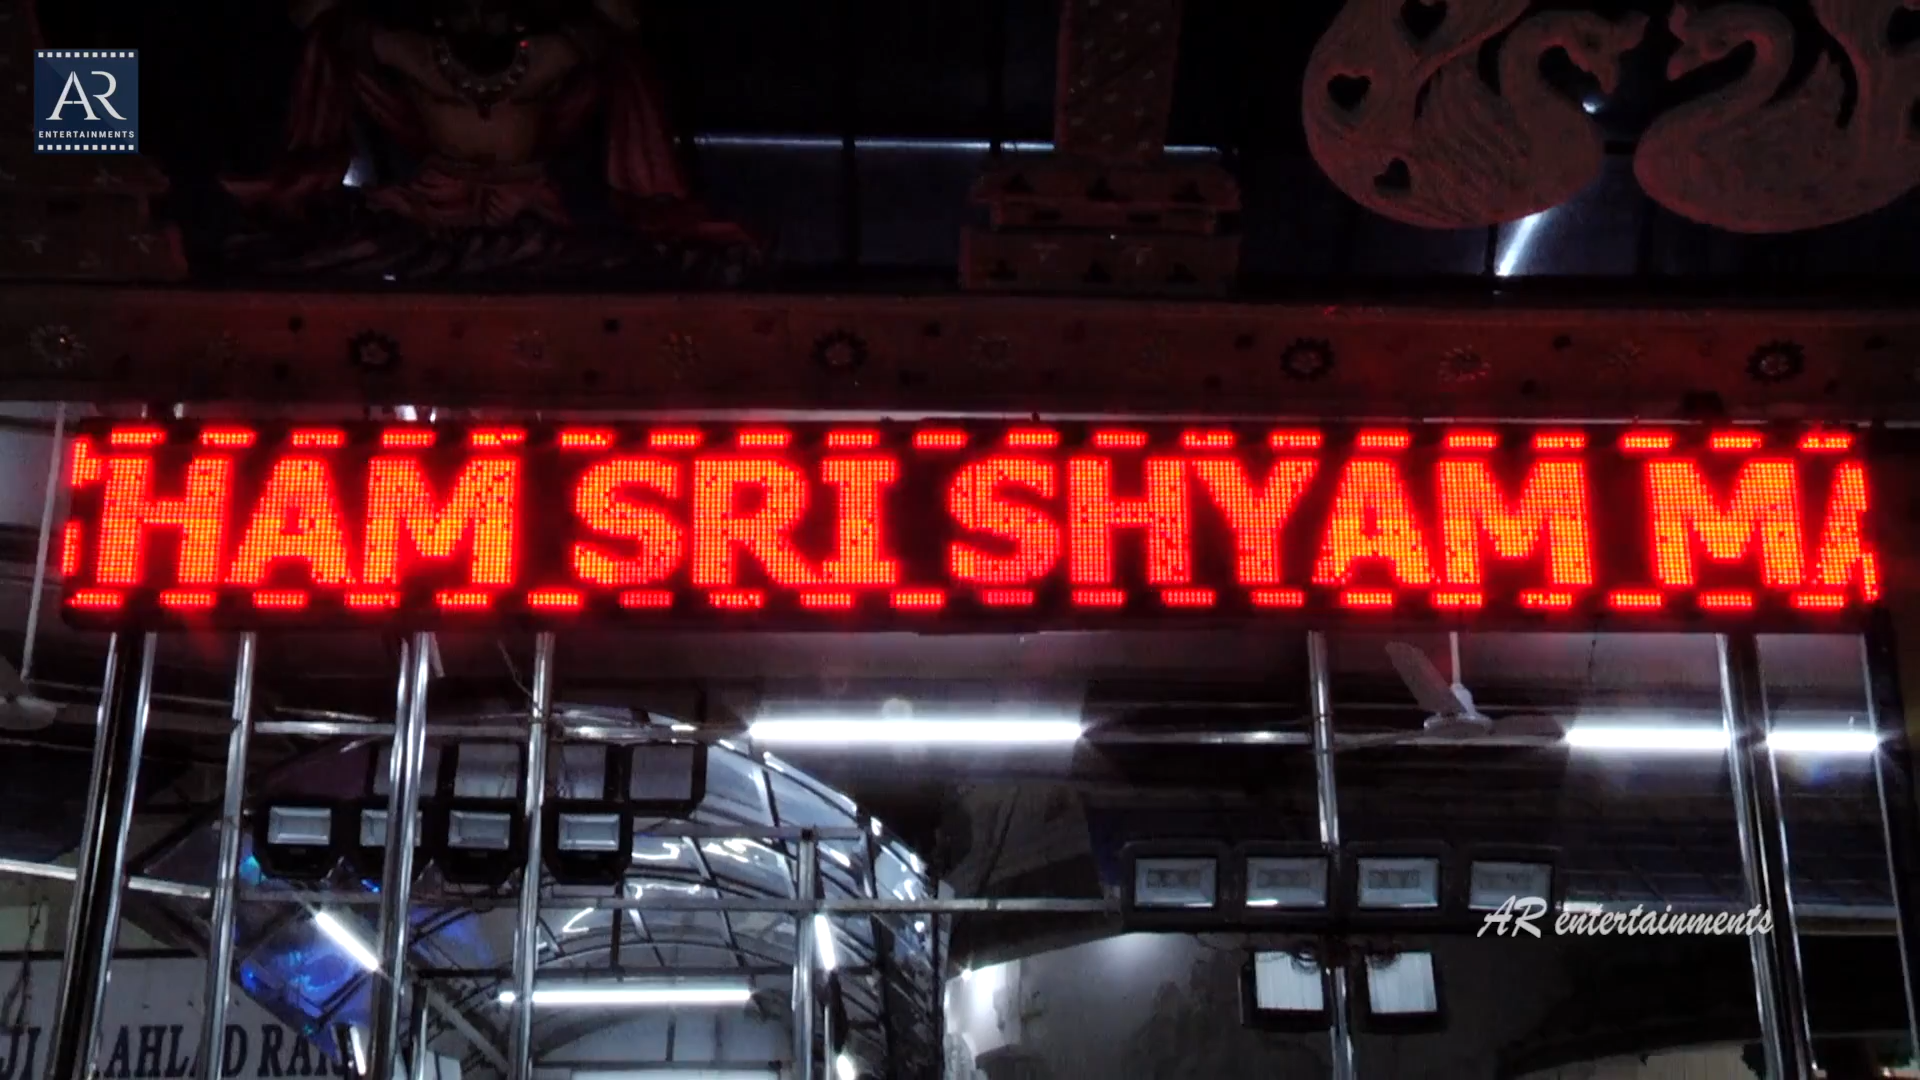 AR
ENTERTAINMENTS
HAM SRI SHYAM MA
AR entertainments